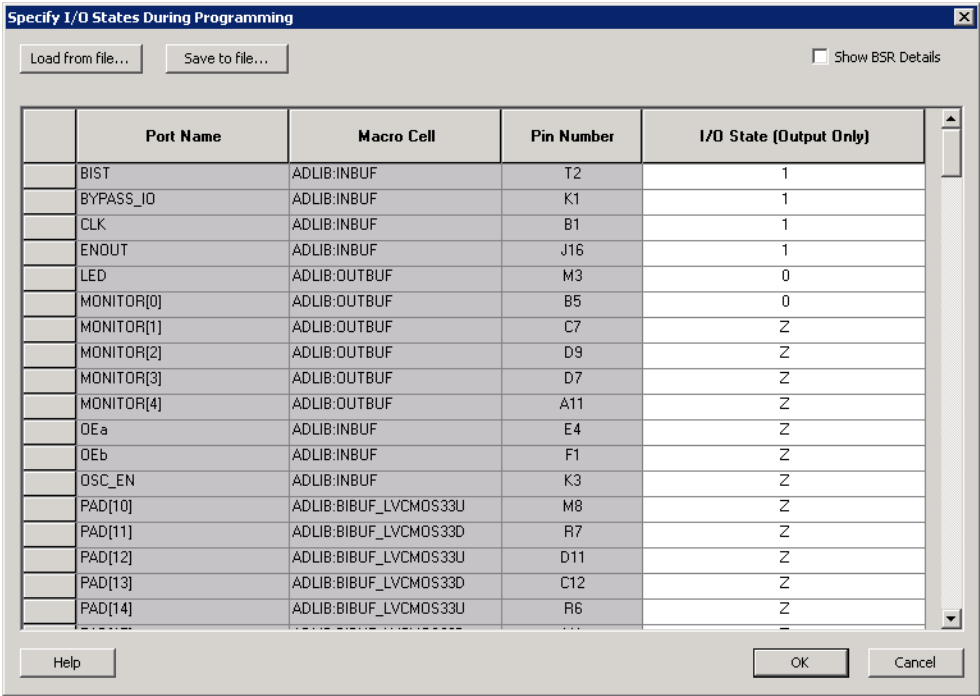 Specify I/O States During Programming
Load from file... Save to file... Show BSR Details
Port Name Macro Cell Pin Number I/O State (Output Only)
BIST ADLIB:INBUF T2 1
BYPASS_IO ADLIB:INBUF K1 1
CLK ADLIB:INBUF B1 1
ENOUT ADLIB:INBUF J16 1
LED ADLIB:OUTBUF M3 0
MONITOR[0] ADLIB:OUTBUF B5 0
MONITOR[1] ADLIB:OUTBUF C7 Z
MONITOR[2] ADLIB:OUTBUF D9 Z
MONITOR[3] ADLIB:OUTBUF D7 Z
MONITOR[4] ADLIB:OUTBUF A11 Z
OEa ADLIB:INBUF E4 Z
OEb ADLIB:INBUF F1 Z
OSC_EN ADLIB:INBUF K3 Z
PAD[10] ADLIB:BIBUF_LVCMOS33U M8 Z
PAD[11] ADLIB:BIBUF_LVCMOS33D R7 Z
PAD[12] ADLIB:BIBUF_LVCMOS33U D11 Z
PAD[13] ADLIB:BIBUF_LVCMOS33D C12 Z
PAD[14] ADLIB:BIBUF_LVCMOS33U R6 Z
Help OK Cancel